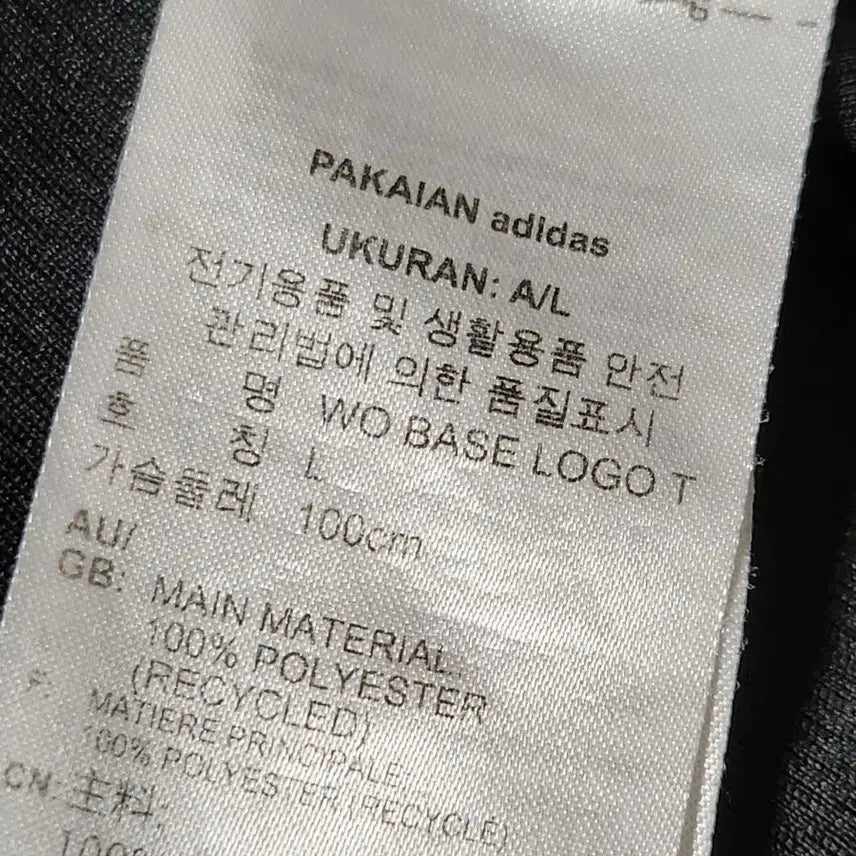 PAKAIAN adidas
UKURAN: A/L
전기용품 및 생활용품 안전
관리법에 의한 품질표시
품 명 WO BASE LOGO T
호 칭 L
가슴둘레 100cm
AU/
GB: MAIN MATERIAL:
100% POLYESTER
(RECYCLED)
F: MATIERE PRINCIPALE:
100% POLYESTER (RECYCLE)
CN: 主料:
100%